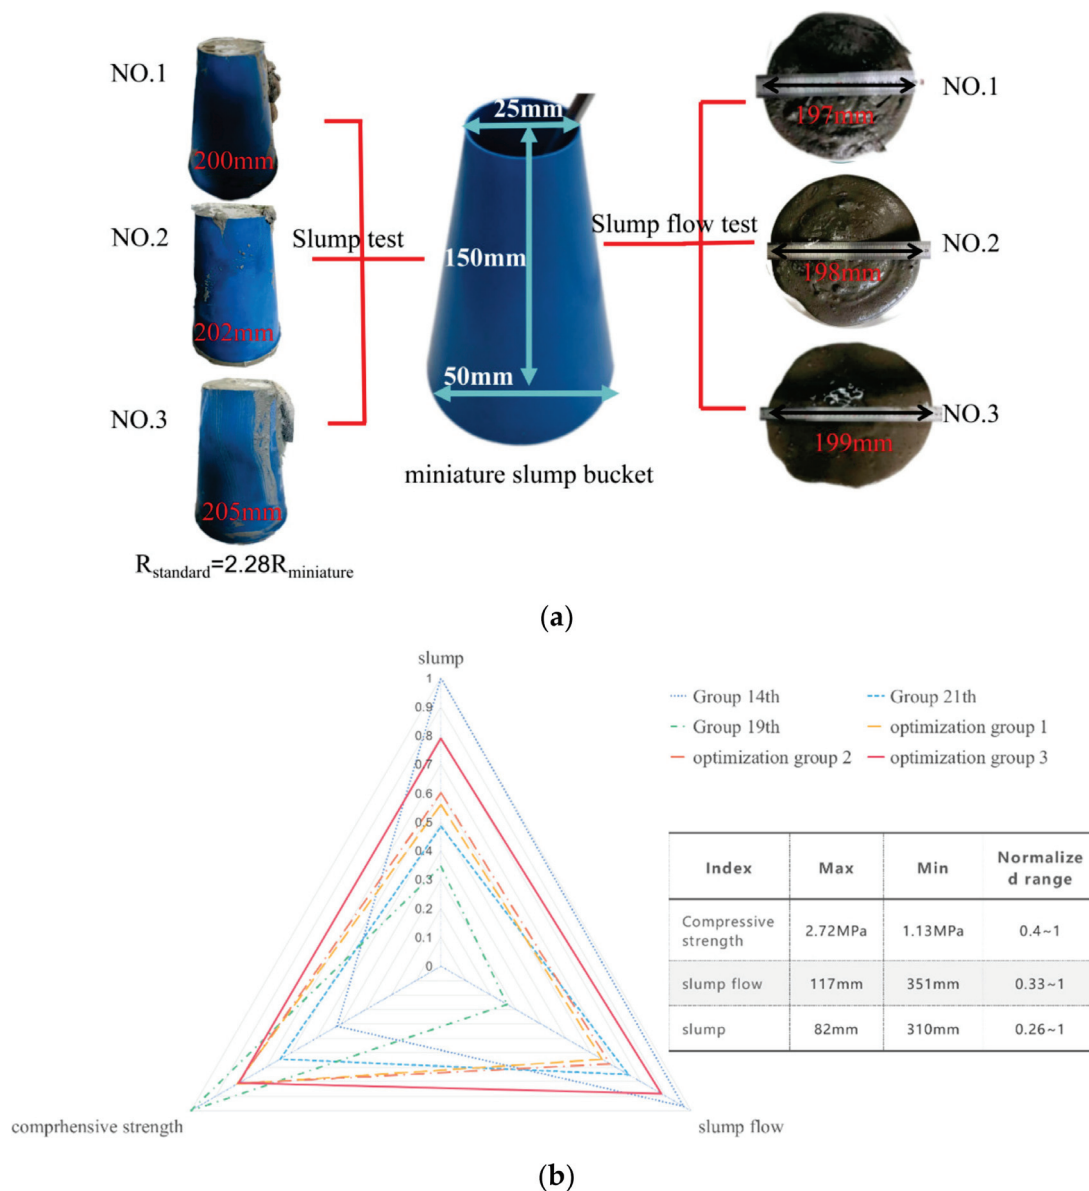 (a)
NO.1
200mm
NO.2
202mm
NO.3
205mm
R_standard=2.28R_miniature
Slump test
25mm
150mm
50mm
miniature slump bucket
Slump flow test
197mm
NO.1
198mm
NO.2
199mm
NO.3
(a)
slump
1
0.9
0.8
0.7
0.6
0.5
0.4
0.3
0.2
0.1
0
comprhensive strength
slump flow
Group 14th
Group 21th
Group 19th
optimization group 1
optimization group 2
optimization group 3
Index Max Min Normalize
d range
Compressive
strength 2.72MPa 1.13MPa 0.4~1
slump flow 117mm 351mm 0.33~1
slump 82mm 310mm 0.26~1
(b)